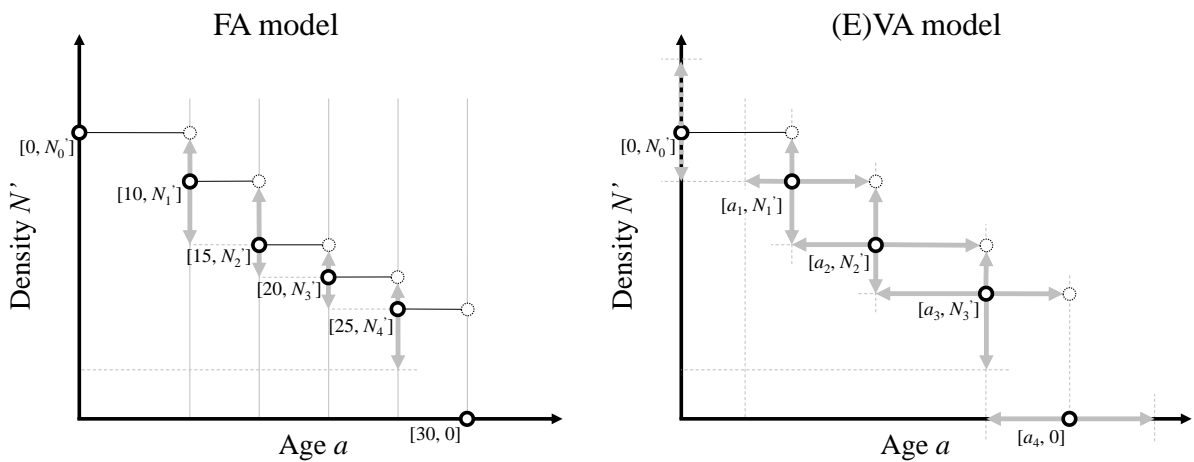 FA model
Density N'
[0, N₀']
[10, N₁']
[15, N₂']
[20, N₃']
[25, N₄']
[30, 0]
Age a
(E)VA model
Density N'
[0, N₀']
[a₁, N₁']
[a₂, N₂']
[a₃, N₃']
[a₄, 0]
Age a